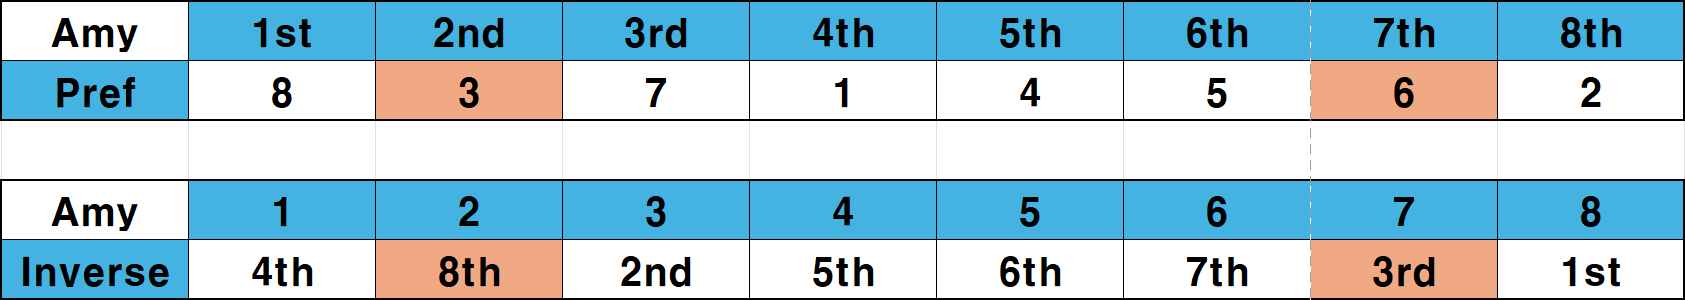 Amy 1st 2nd 3rd 4th 5th 6th 7th 8th
Pref 8 3 7 1 4 5 6 2
Amy 1 2 3 4 5 6 7 8
Inverse 4th 8th 2nd 5th 6th 7th 3rd 1st